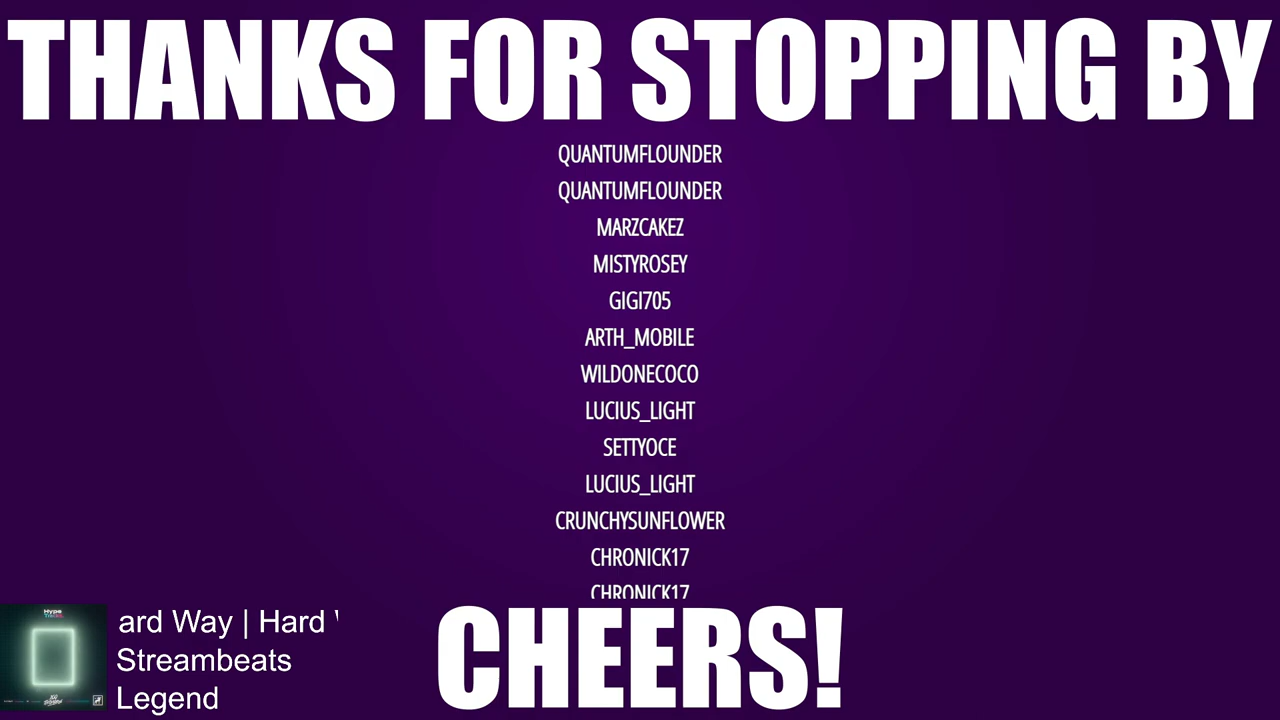 THANKS FOR STOPPING BY
QUANTUMFLOUNDER
QUANTUMFLOUNDER
MARZCAKEZ
MISTYROSEY
GIGI705
ARTH_MOBILE
WILDONECOCO
LUCIUS_LIGHT
SETTYOCE
LUCIUS_LIGHT
CRUNCHYSUNFLOWER
CHRONICK17
CHRONICK17
CHEERS!
ard Way | Hard
Streambeats
Legend